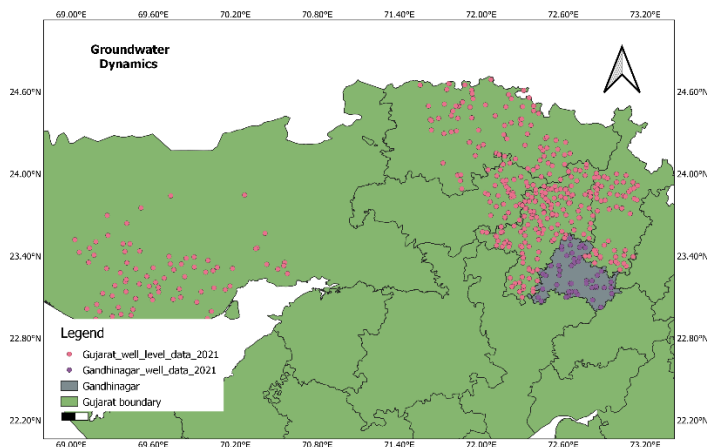 69.00°E 69.60°E 70.20°E 70.80°E 71.40°E 72.00°E 72.60°E 73.20°E
Groundwater
Dynamics
24.60°N 24.60°N
24.00°N 24.00°N
23.40°N 23.40°N
22.80°N 22.80°N
Legend
Gujarat_well_level_data_2021
Gandhinagar_well_data_2021
Gandhinagar
Gujarat boundary
22.20°N 22.20°N
69.00°E 69.60°E 70.20°E 70.80°E 71.40°E 72.00°E 72.60°E 73.20°E